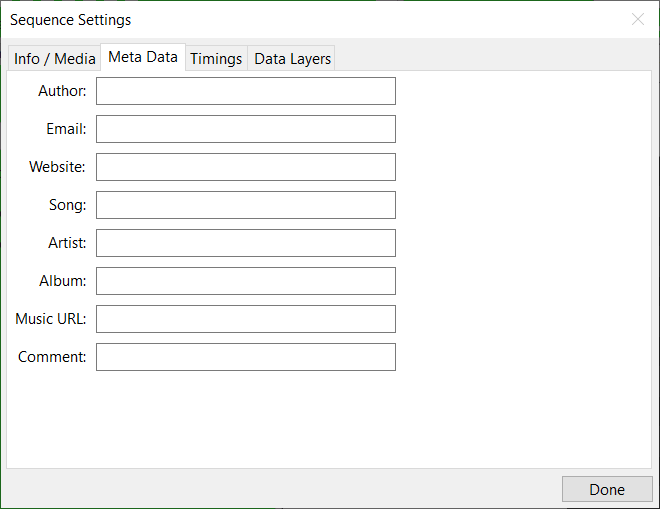 Sequence Settings
Info / Media Meta Data Timings Data Layers
Author:
Email:
Website:
Song:
Artist:
Album:
Music URL:
Comment:
Done